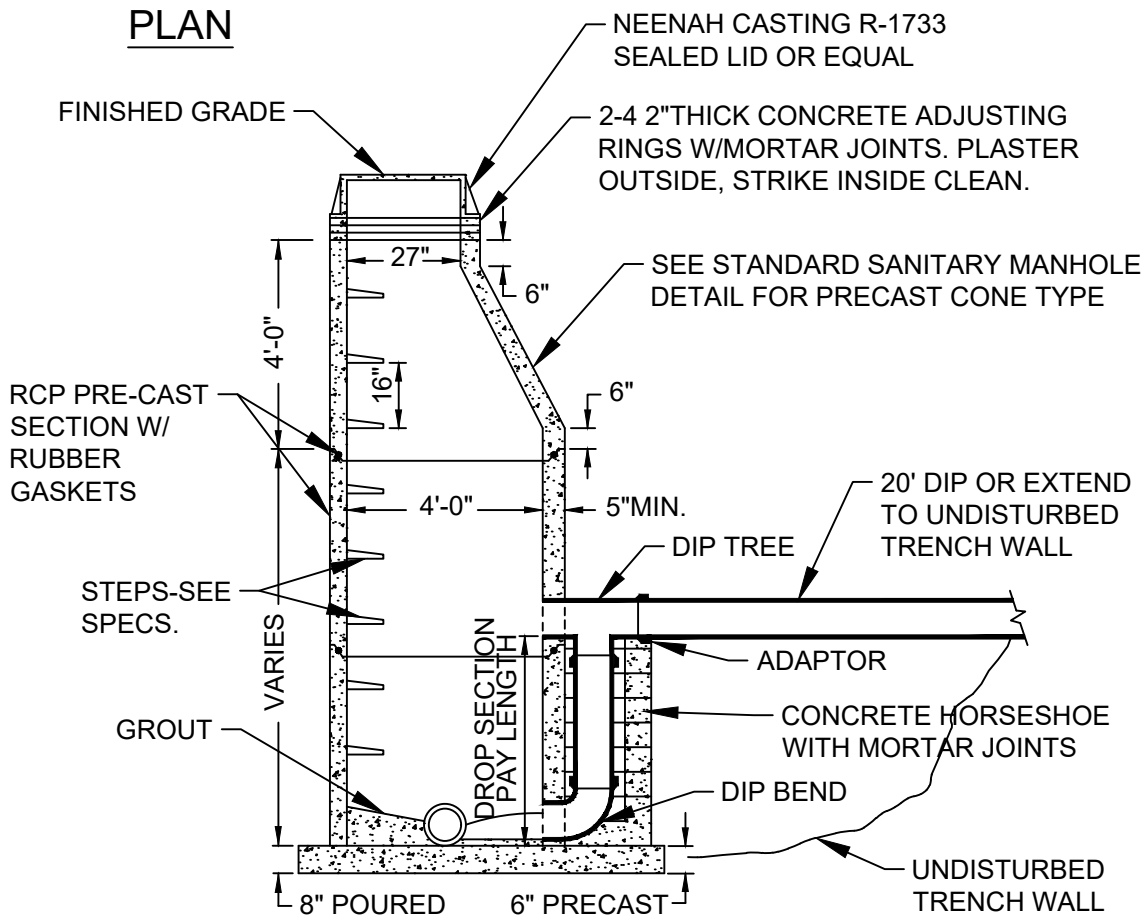 PLAN
NEENAH CASTING R-1733
SEALED LID OR EQUAL
FINISHED GRADE
2-4 2"THICK CONCRETE ADJUSTING
RINGS W/MORTAR JOINTS. PLASTER
OUTSIDE, STRIKE INSIDE CLEAN.
27"
6"
SEE STANDARD SANITARY MANHOLE
DETAIL FOR PRECAST CONE TYPE
4'-0"
16"
6"
RCP PRE-CAST
SECTION W/
RUBBER
GASKETS
4'-0"
5"MIN.
20' DIP OR EXTEND
TO UNDISTURBED
TRENCH WALL
DIP TREE
STEPS-SEE
SPECS.
VARIES
DROP SECTION
PAY LENGTH
ADAPTOR
GROUT
CONCRETE HORSESHOE
WITH MORTAR JOINTS
DIP BEND
8" POURED
6" PRECAST
UNDISTURBED
TRENCH WALL